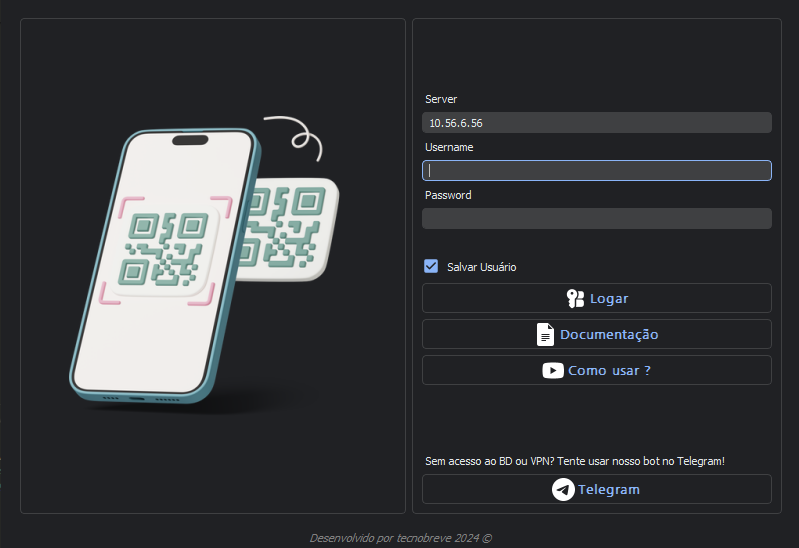 Server
10.56.6.56
Username
Password
Salvar Usuário
Logar
Documentação
Como usar ?
Sem acesso ao BD ou VPN? Tente usar nosso bot no Telegram!
Telegram
Desenvolvido por tecnobreve 2024 ©